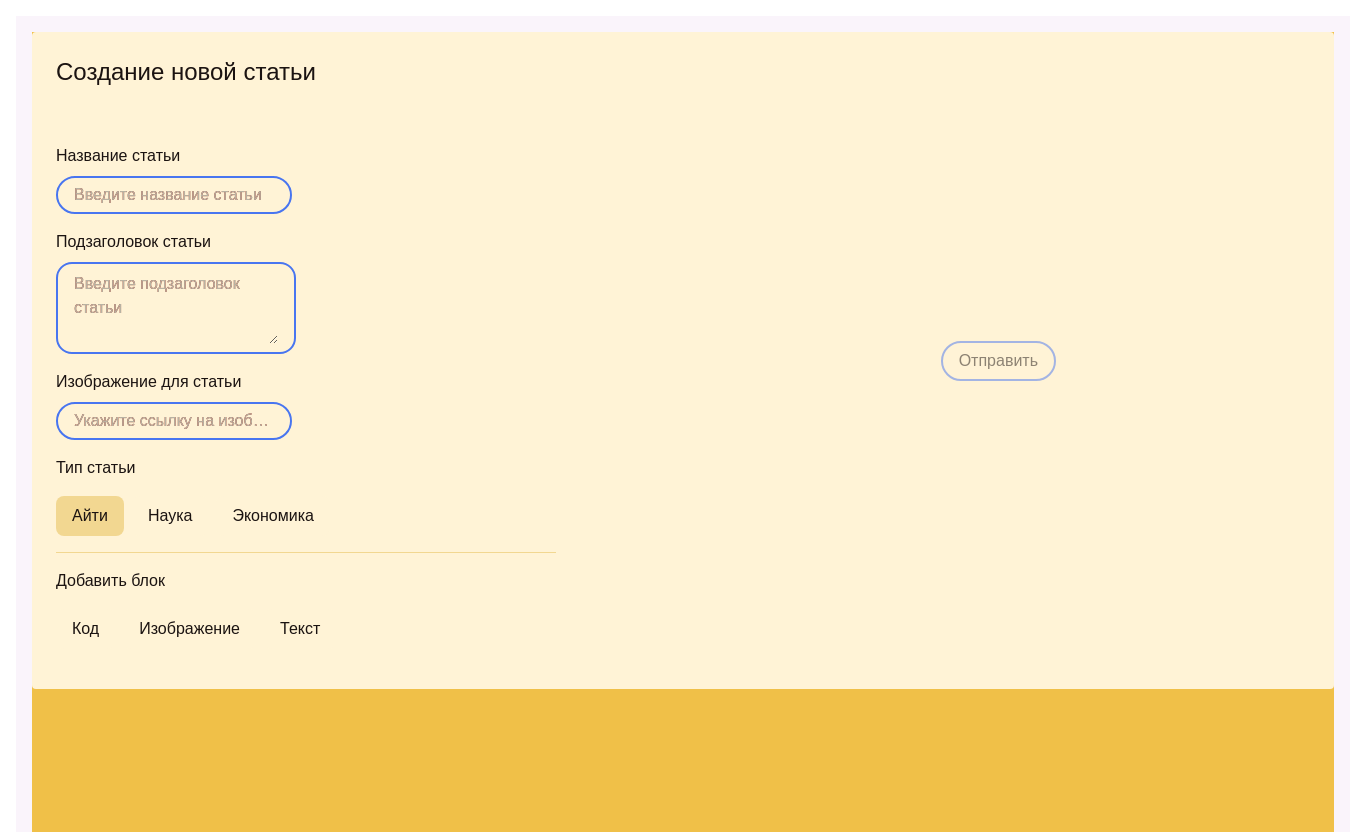 Создание новой статьи
Название статьи
Введите название статьи
Подзаголовок статьи
Введите подзаголовок
статьи
Изображение для статьи
Укажите ссылку на изоб…
Отправить
Тип статьи
Айти Наука Экономика
Добавить блок
Код Изображение Текст